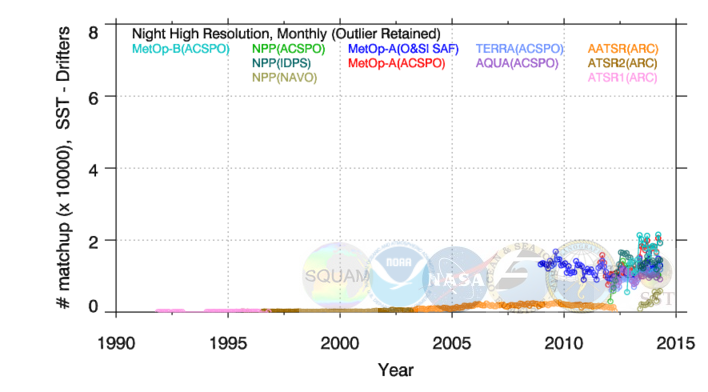 8
Night High Resolution, Monthly (Outlier Retained)
MetOp-B(ACSPO) NPP(ACSPO) MetOp-A(O&SI SAF) TERRA(ACSPO) AATSR(ARC)
NPP(IDPS) MetOp-A(ACSPO) AQUA(ACSPO) ATSR2(ARC)
NPP(NAVO) ATSR1(ARC)
# matchup (x 10000), SST - Drifters
6
4
2
0
SQUAM
NOAA
NASA
SST
1990 1995 2000 2005 2010 2015
Year